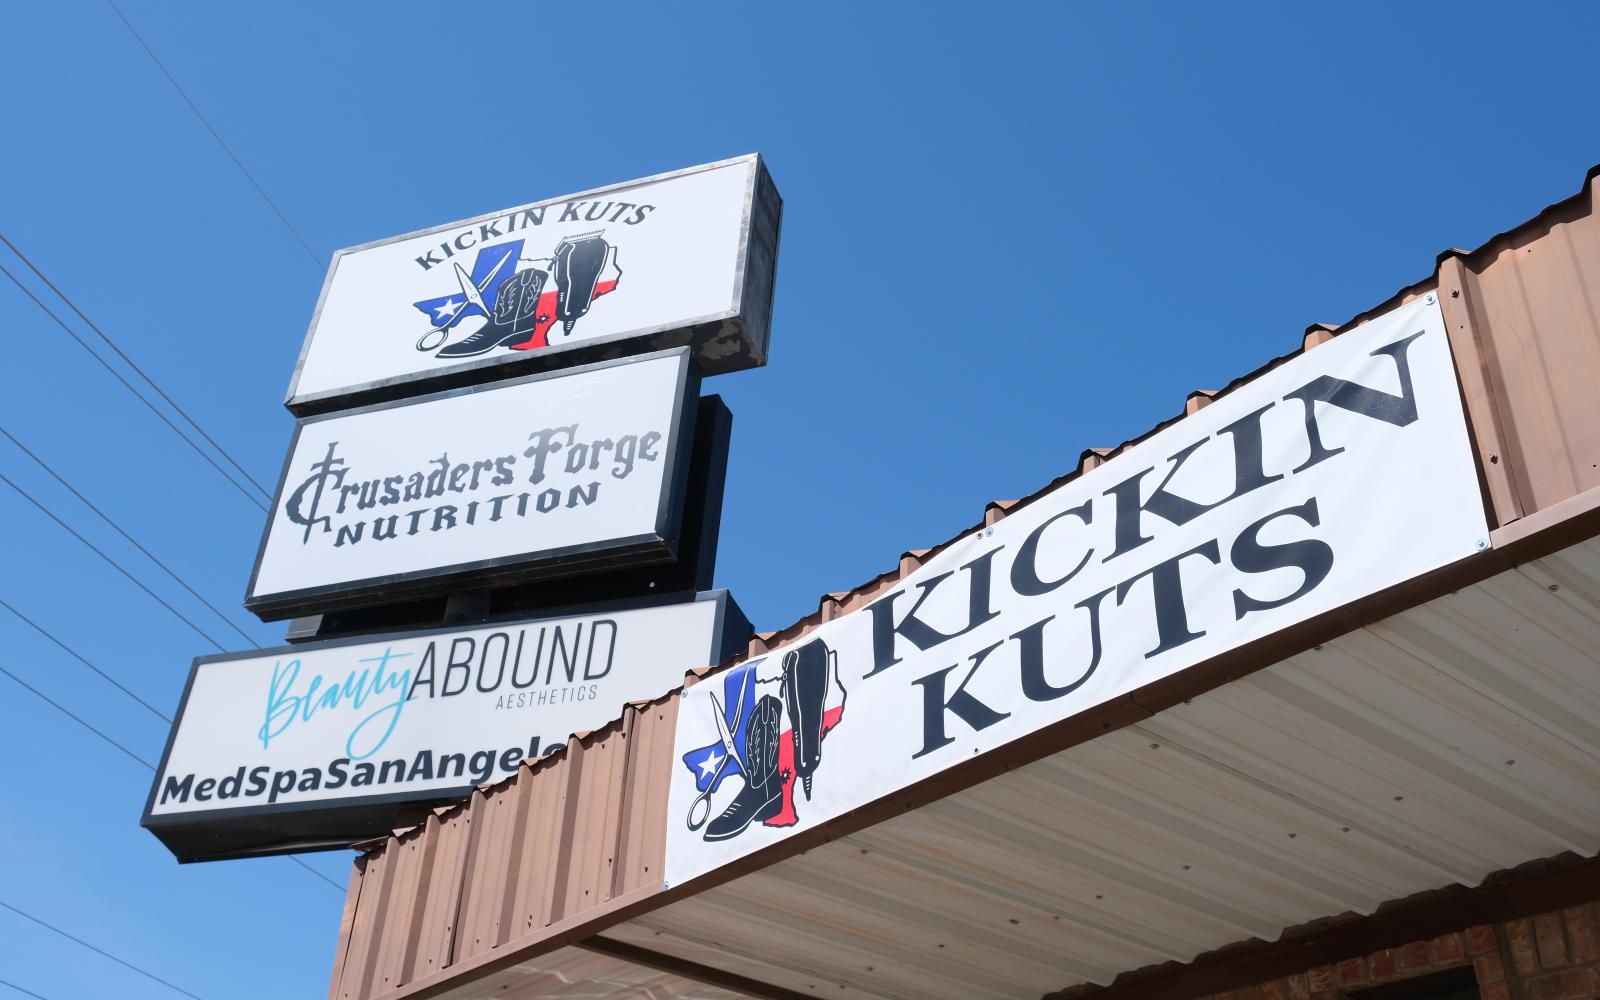 KICKIN KUTS
Crusaders Forge
NUTRITION
Beauty ABOUND
AESTHETICS
MedSpaSanAngelo
KICKIN
KUTS